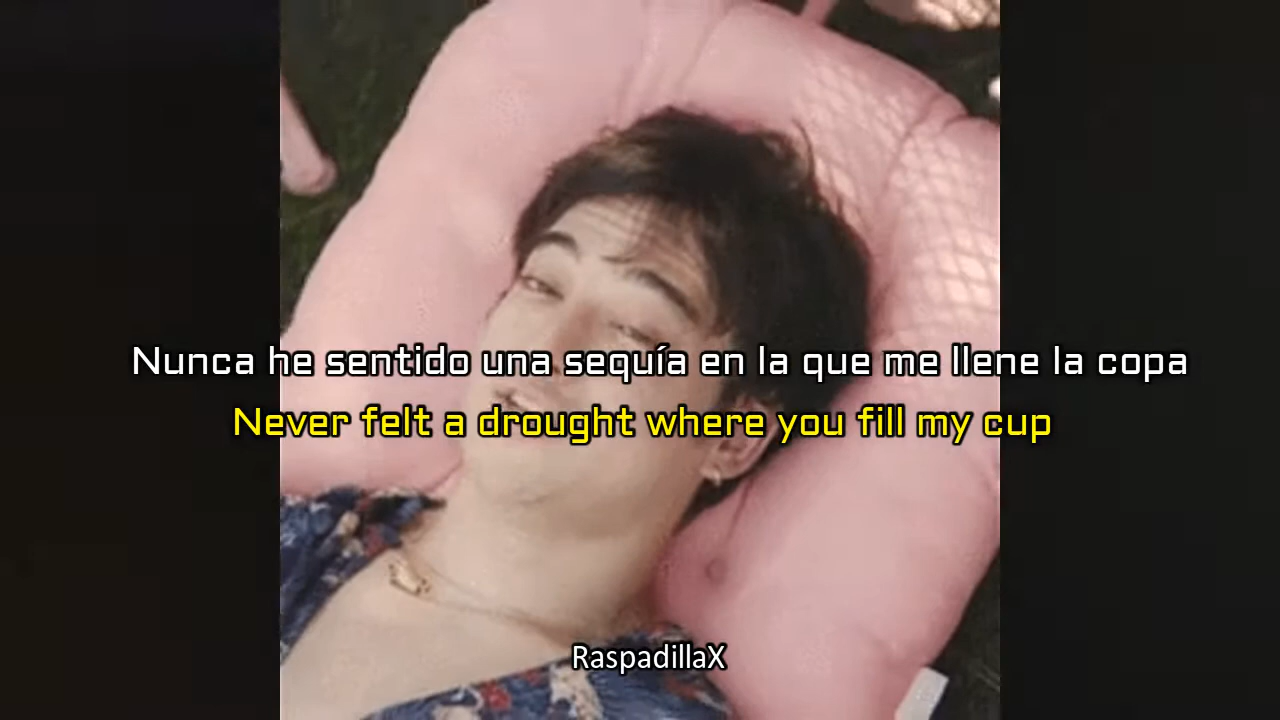 Nunca he sentido una sequía en la que me llene la copa
Never felt a drought where you fill my cup
RaspadillaX